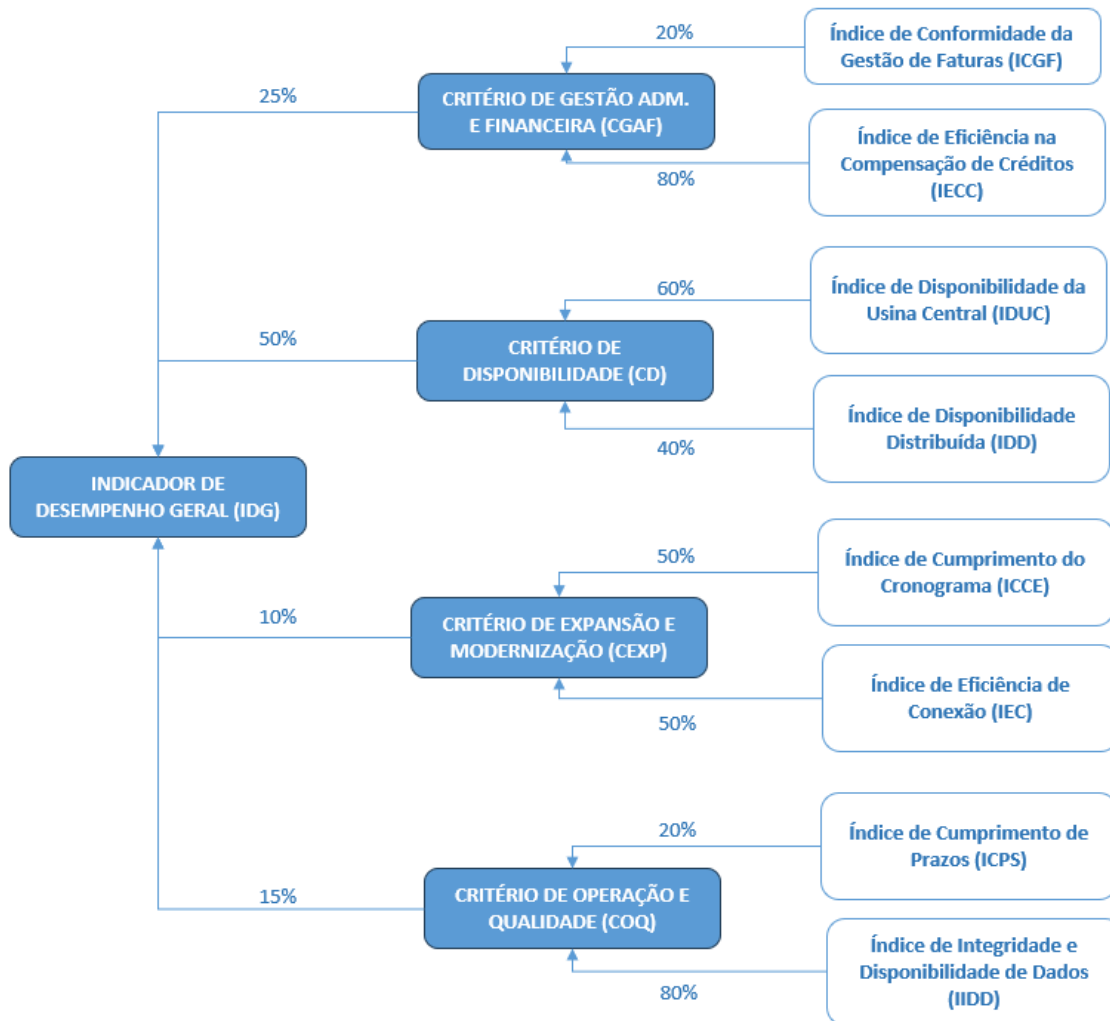 20%
Índice de Conformidade da
Gestão de Faturas (ICGF)
25%
CRITÉRIO DE GESTÃO ADM.
E FINANCEIRA (CGAF)
Índice de Eficiência na
Compensação de Créditos
(IECC)
80%
60%
Índice de Disponibilidade da
Usina Central (IDUC)
50%
CRITÉRIO DE
DISPONIBILIDADE (CD)
Índice de Disponibilidade
Distribuída (IDD)
40%
INDICADOR DE
DESEMPENHO GERAL (IDG)
50%
Índice de Cumprimento do
Cronograma (ICCE)
10%
CRITÉRIO DE EXPANSÃO E
MODERNIZAÇÃO (CEXP)
Índice de Eficiência de
Conexão (IEC)
50%
20%
Índice de Cumprimento de
Prazos (ICPS)
15%
CRITÉRIO DE OPERAÇÃO E
QUALIDADE (COQ)
Índice de Integridade e
Disponibilidade de Dados
(IIDD)
80%